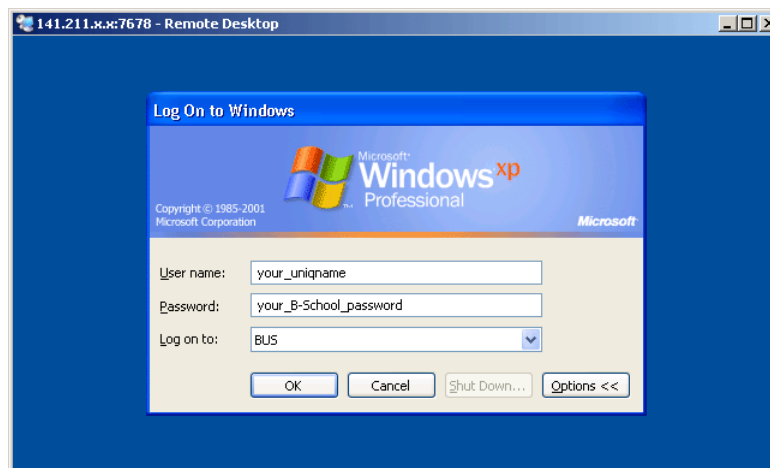 141.211.x.x:7678 - Remote Desktop
Log On to Windows
Microsoft®
Windows xp
Professional
Copyright © 1985-2001
Microsoft Corporation
Microsoft
User name:
your_uniqname
Password:
your_B-School_password
Log on to:
BUS
OK
Cancel
Shut Down...
Options <<